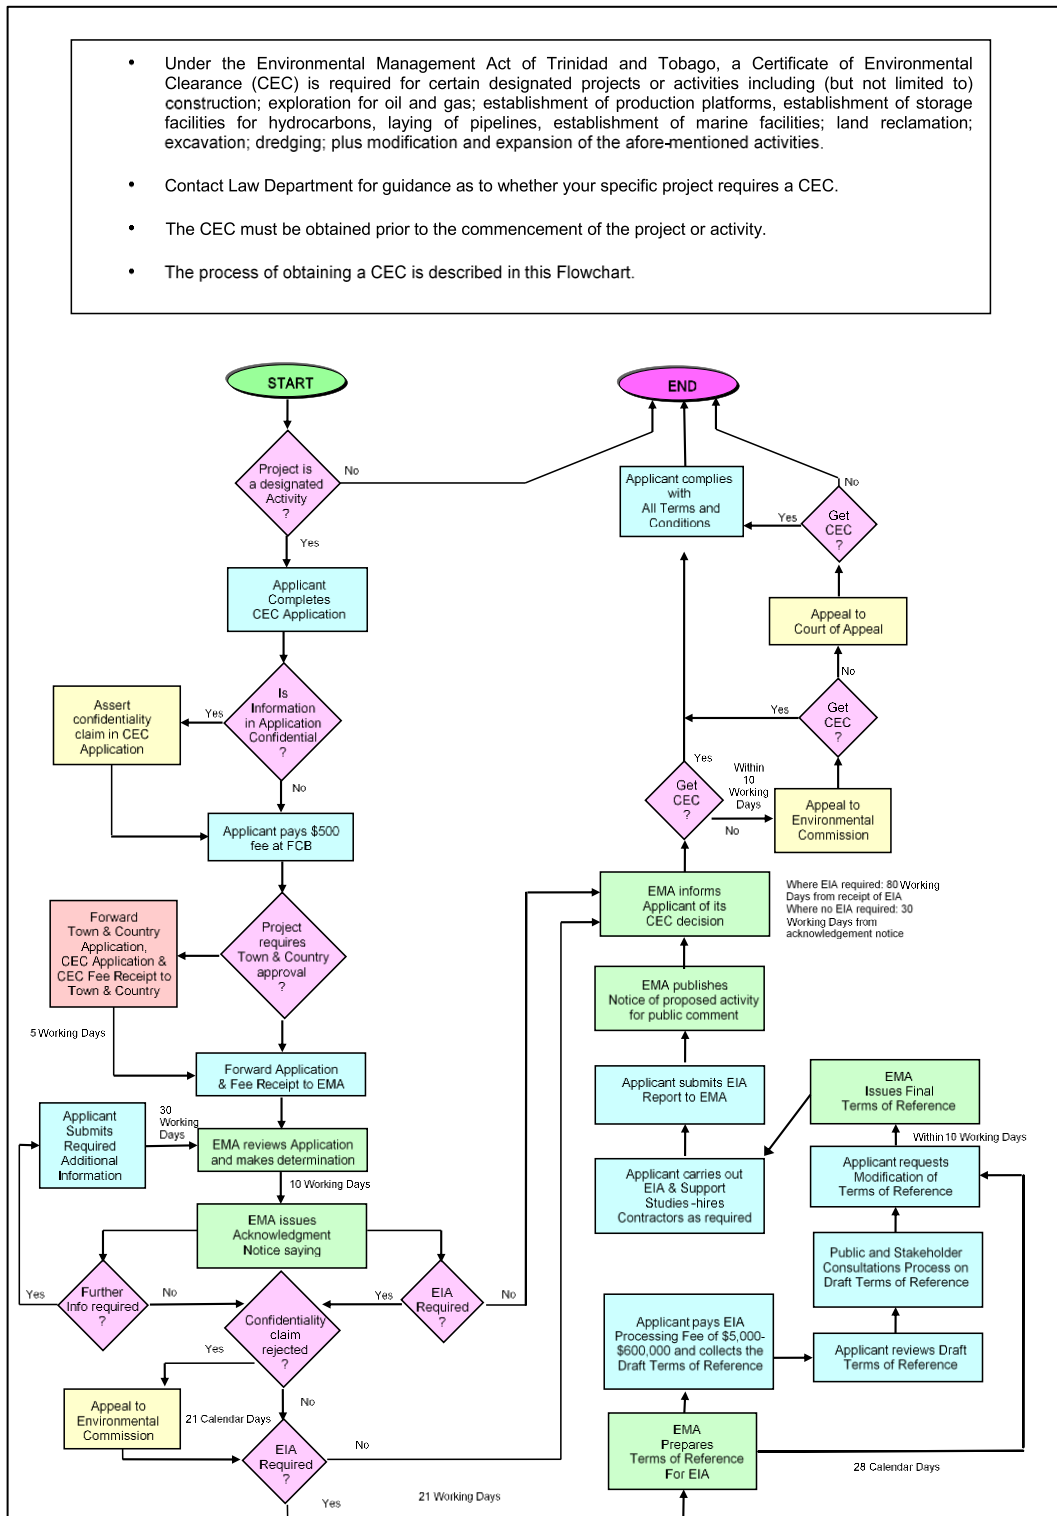 • Under the Environmental Management Act of Trinidad and Tobago, a Certificate of Environmental
Clearance (CEC) is required for certain designated projects or activities including (but not limited to)
construction; exploration for oil and gas; establishment of production platforms, establishment of storage
facilities for hydrocarbons, laying of pipelines, establishment of marine facilities; land reclamation;
excavation; dredging; plus modification and expansion of the afore-mentioned activities.
• Contact Law Department for guidance as to whether your specific project requires a CEC.
• The CEC must be obtained prior to the commencement of the project or activity.
• The process of obtaining a CEC is described in this Flowchart.
START
Project is
a designated
Activity
?
No
Yes
Applicant
Completes
CEC Application
Is
Information
in Application
Confidential
?
Yes
Assert
confidentiality
claim in CEC
Application
No
Applicant pays $500
fee at FCB
Project
requires
Town & Country
approval
?
Forward
Town & Country
Application,
CEC Application &
CEC Fee Receipt to
Town & Country
5 Working Days
Forward Application
& Fee Receipt to EMA
Applicant
Submits
Required
Additional
Information
30
Working
Days
EMA reviews Application
and makes determination
10 Working Days
EMA issues
Acknowledgment
Notice saying
Yes
Further
Info required
?
No
Confidentiality
claim
rejected
?
Yes
EIA
Required
?
No
Yes
Appeal to
Environmental
Commission
21 Calendar Days
No
EIA
Required
?
No
Yes
21 Working Days
END
Applicant complies
with
All Terms and
Conditions
No
Yes
Get
CEC
?
Appeal to
Court of Appeal
No
Yes
Get
CEC
?
Yes
Get
CEC
?
Within
10
Working
Days
No
Appeal to
Environmental
Commission
EMA informs
Applicant of its
CEC decision
Where EIA required: 80 Working
Days from receipt of EIA
Where no EIA required: 30
Working Days from
acknowledgement notice
EMA publishes
Notice of proposed activity
for public comment
Applicant submits EIA
Report to EMA
EMA
Issues Final
Terms of Reference
Within 10 Working Days
Applicant carries out
EIA & Support
Studies -hires
Contractors as required
Applicant requests
Modification of
Terms of Reference
Public and Stakeholder
Consultations Process on
Draft Terms of Reference
Applicant pays EIA
Processing Fee of $5,000-
$600,000 and collects the
Draft Terms of Reference
Applicant reviews Draft
Terms of Reference
EMA
Prepares
Terms of Reference
For EIA
28 Calendar Days